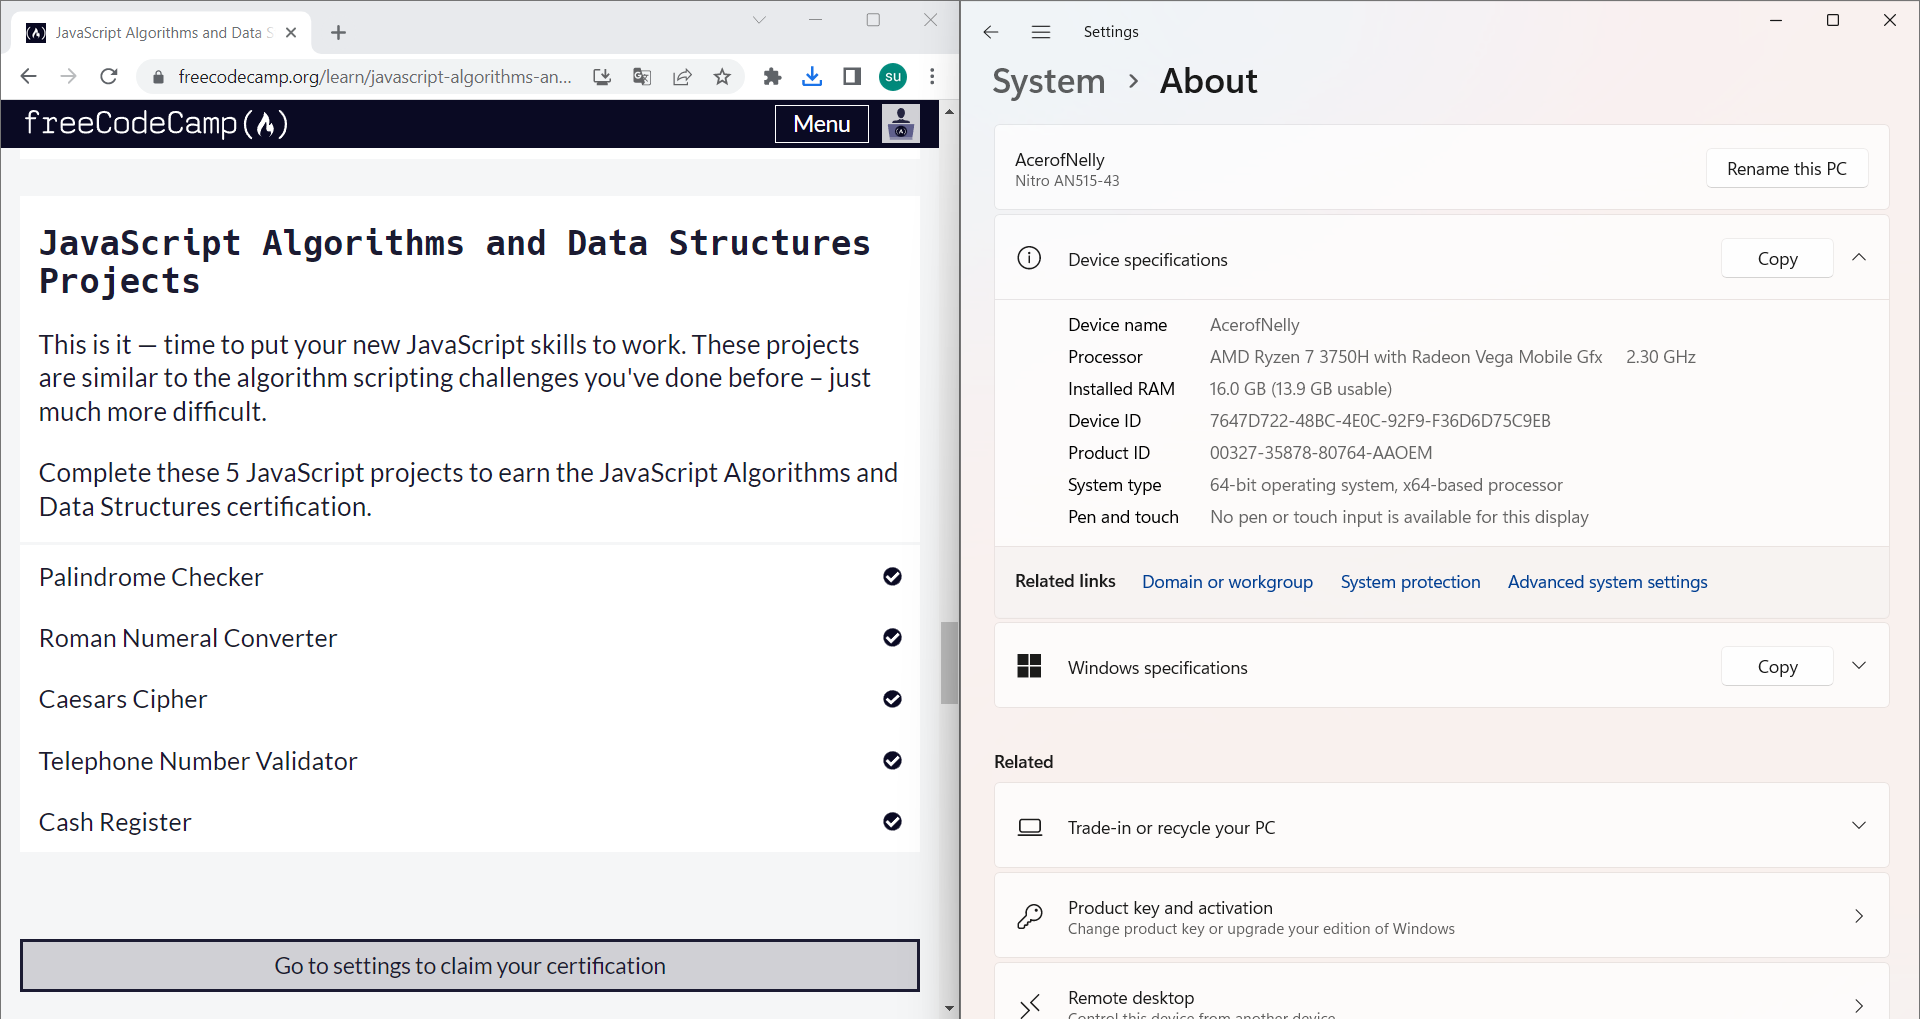 JavaScript Algorithms and Data S
freecodecamp.org/learn/javascript-algorithms-an...
su
freeCodeCamp(🔥)
Menu
JavaScript Algorithms and Data Structures
Projects
This is it — time to put your new JavaScript skills to work. These projects
are similar to the algorithm scripting challenges you've done before – just
much more difficult.
Complete these 5 JavaScript projects to earn the JavaScript Algorithms and
Data Structures certification.
Palindrome Checker
Roman Numeral Converter
Caesars Cipher
Telephone Number Validator
Cash Register
Go to settings to claim your certification
Settings
System > About
AcerofNelly
Nitro AN515-43
Rename this PC
Device specifications
Copy
Device name AcerofNelly
Processor AMD Ryzen 7 3750H with Radeon Vega Mobile Gfx 2.30 GHz
Installed RAM 16.0 GB (13.9 GB usable)
Device ID 7647D722-48BC-4E0C-92F9-F36D6D75C9EB
Product ID 00327-35878-80764-AAOEM
System type 64-bit operating system, x64-based processor
Pen and touch No pen or touch input is available for this display
Related links Domain or workgroup System protection Advanced system settings
Windows specifications
Copy
Related
Trade-in or recycle your PC
Product key and activation
Change product key or upgrade your edition of Windows
Remote desktop
Control this device from another device